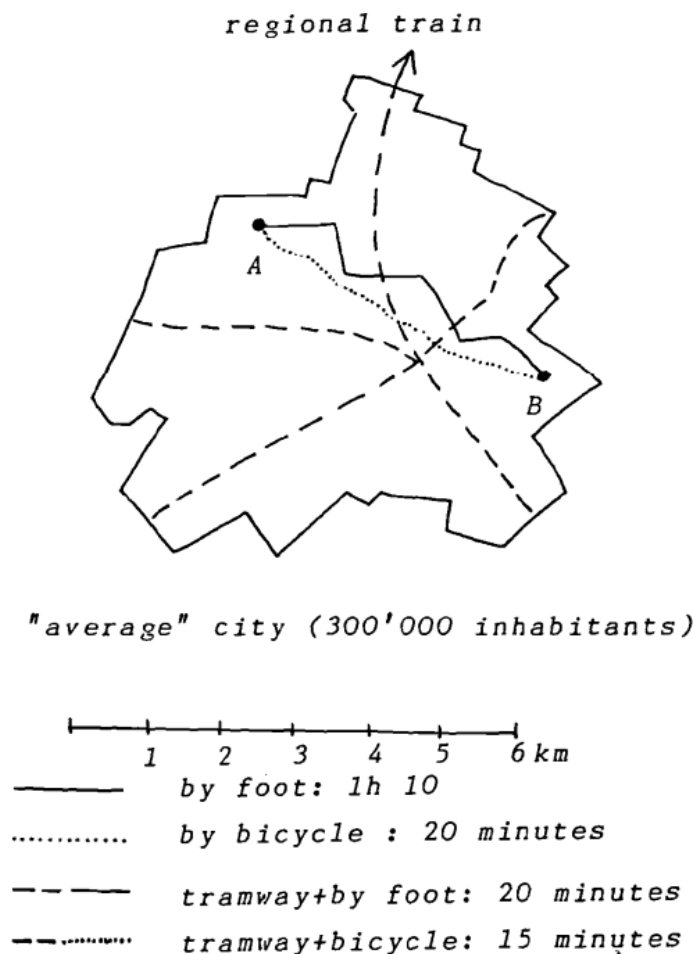 regional train
A
B
"average" city (300'000 inhabitants)
1 2 3 4 5 6 km
by foot: 1h 10
by bicycle : 20 minutes
tramway+by foot: 20 minutes
tramway+bicycle: 15 minutes